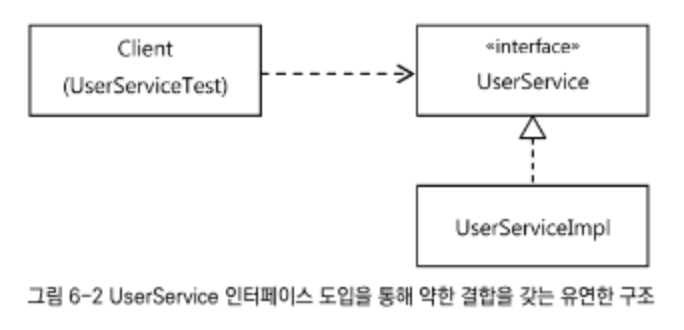 Client
(UserServiceTest)
«interface»
UserService
UserServiceImpl
그림 6-2 UserService 인터페이스 도입을 통해 약한 결합을 갖는 유연한 구조